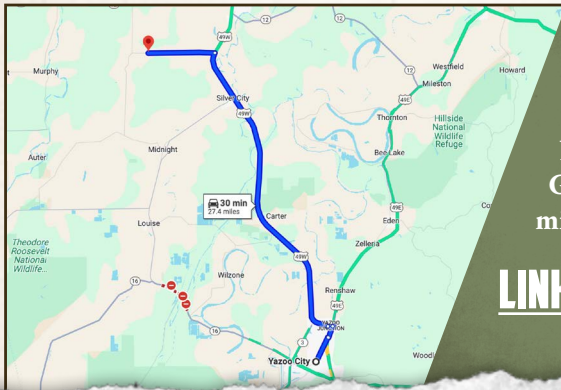 12
49W
12
Murphy
Westfield
Howard
12
Mileston
49E
Silver City
49W
Thornton
Hillside
National
Wildlife
Refuge
Midnight
Bee Lake
Auter
30 min
27.4 miles
49E
Louise
Carter
Eden
Theodore
Roosevelt
National
Wildlife...
Zelleria
49W
16
Wilzone
Renshaw
49E
16
3
YAZOO
JUNCTION
Yazoo City
G
LINK